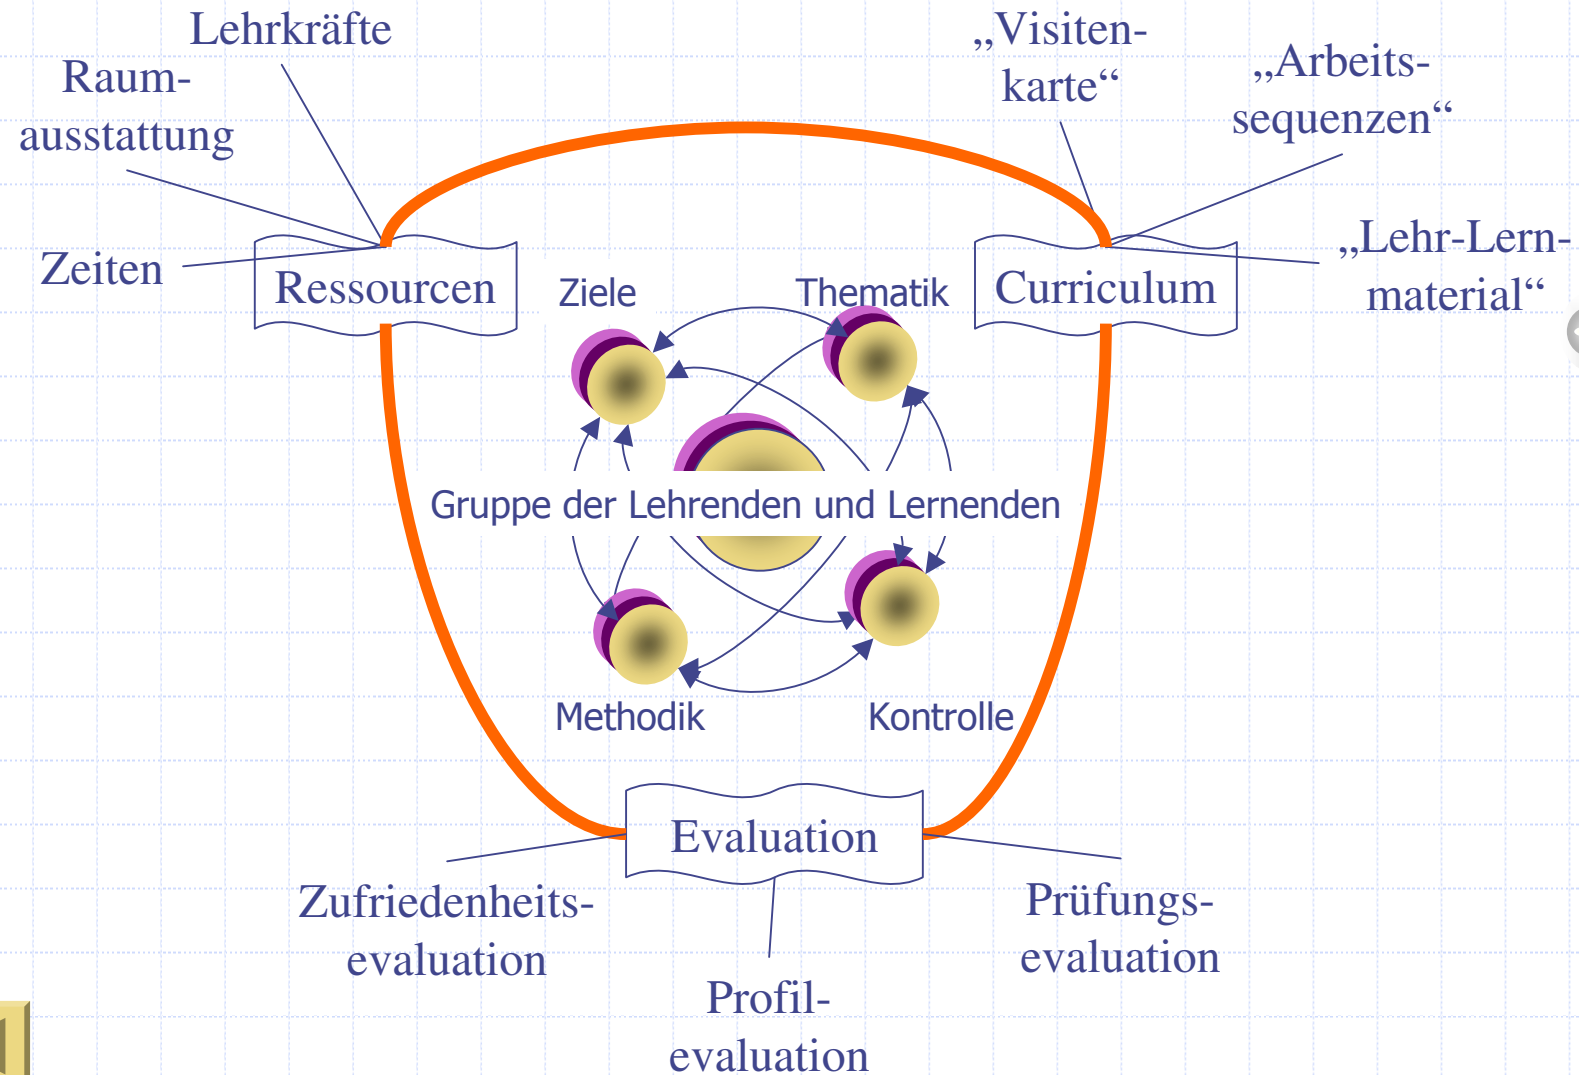 Lehrkräfte
Raum-
ausstattung
Zeiten
Ressourcen
„Visiten-
karte“
„Arbeits-
sequenzen“
„Lehr-Lern-
material“
Curriculum
Ziele
Thematik
Gruppe der Lehrenden und Lernenden
Methodik
Kontrolle
Evaluation
Zufriedenheits-
evaluation
Profil-
evaluation
Prüfungs-
evaluation